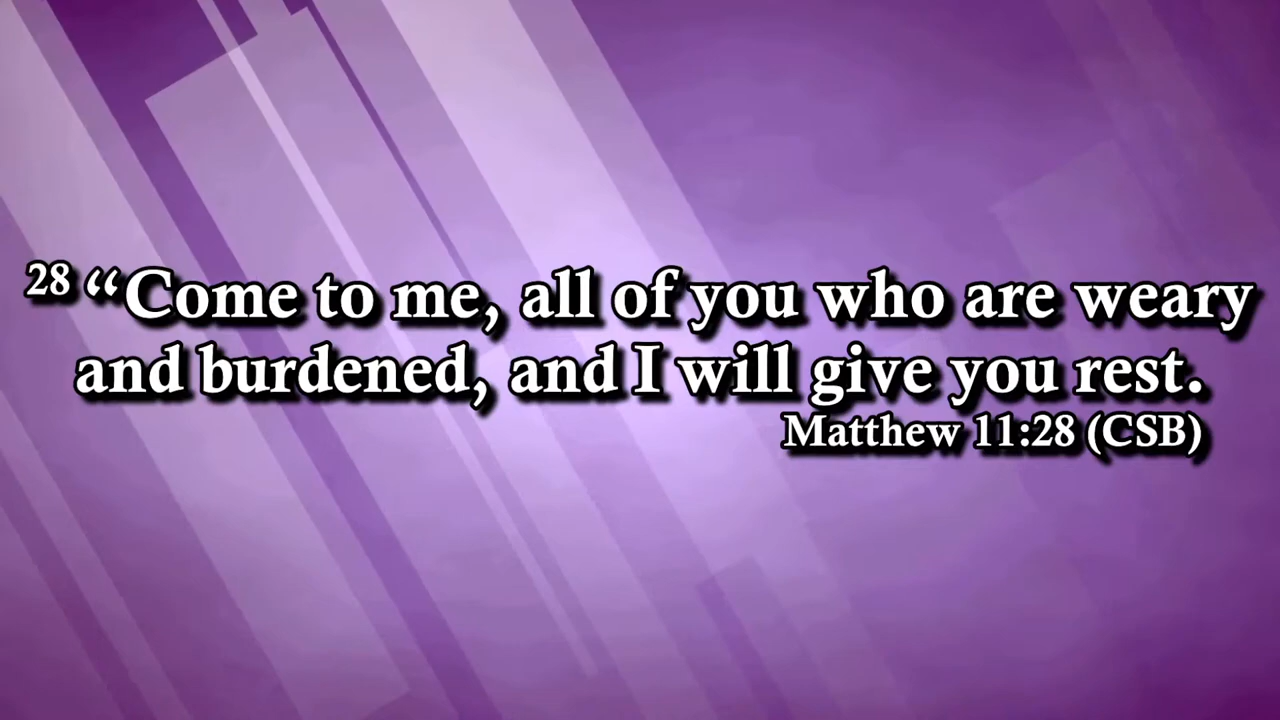 28 “Come to me, all of you who are weary
and burdened, and I will give you rest.
Matthew 11:28 (CSB)